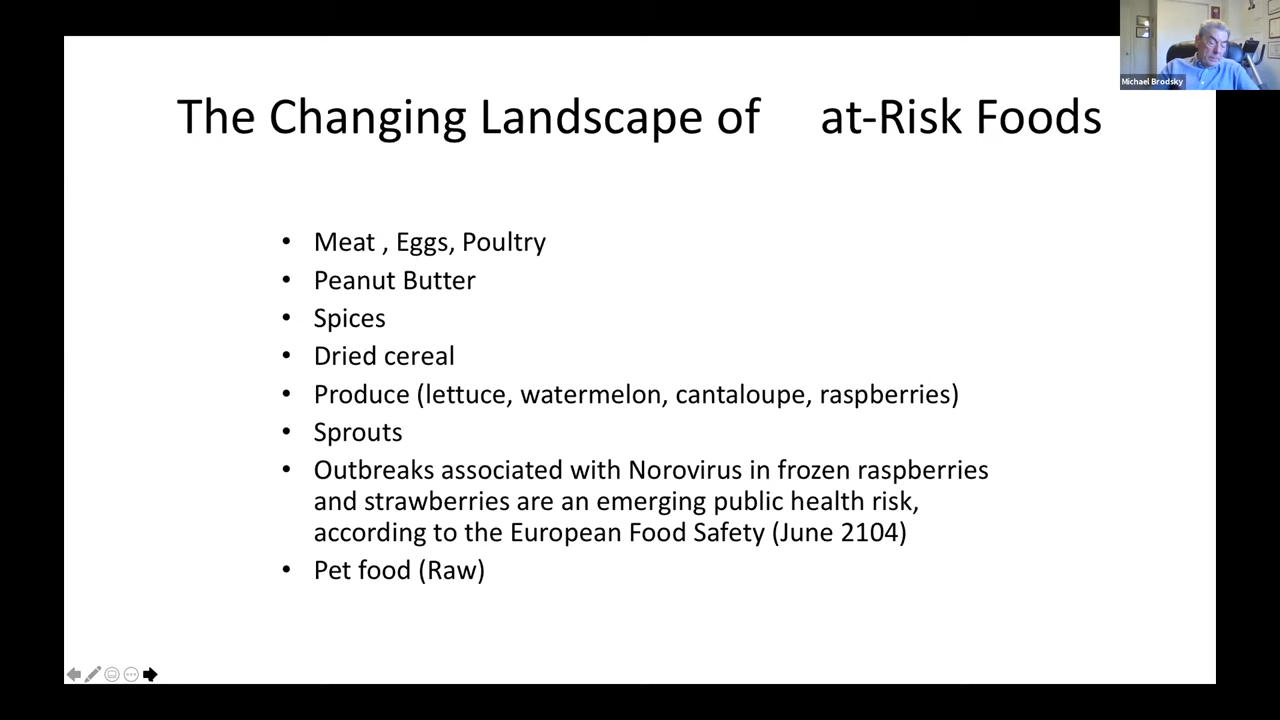 Michael Brodsky
The Changing Landscape of at-Risk Foods
• Meat , Eggs, Poultry
• Peanut Butter
• Spices
• Dried cereal
• Produce (lettuce, watermelon, cantaloupe, raspberries)
• Sprouts
• Outbreaks associated with Norovirus in frozen raspberries
and strawberries are an emerging public health risk,
according to the European Food Safety (June 2104)
• Pet food (Raw)